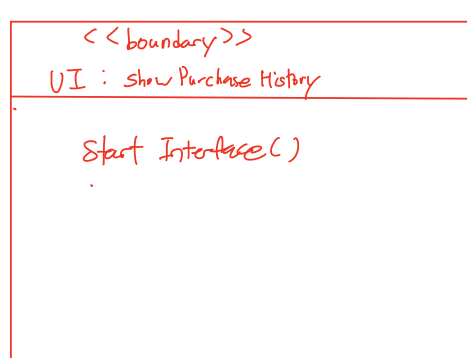 <<boundary>>
UI : Show Purchase History
Start Interface()